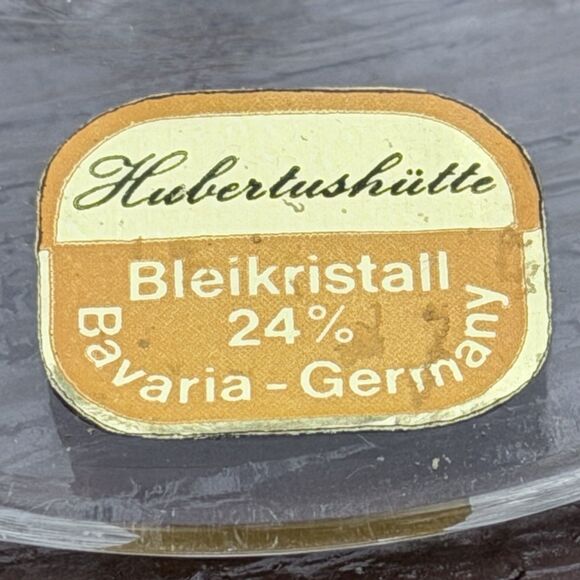 Hubertushütte
Bleikristall
24%
Bavaria - Germany